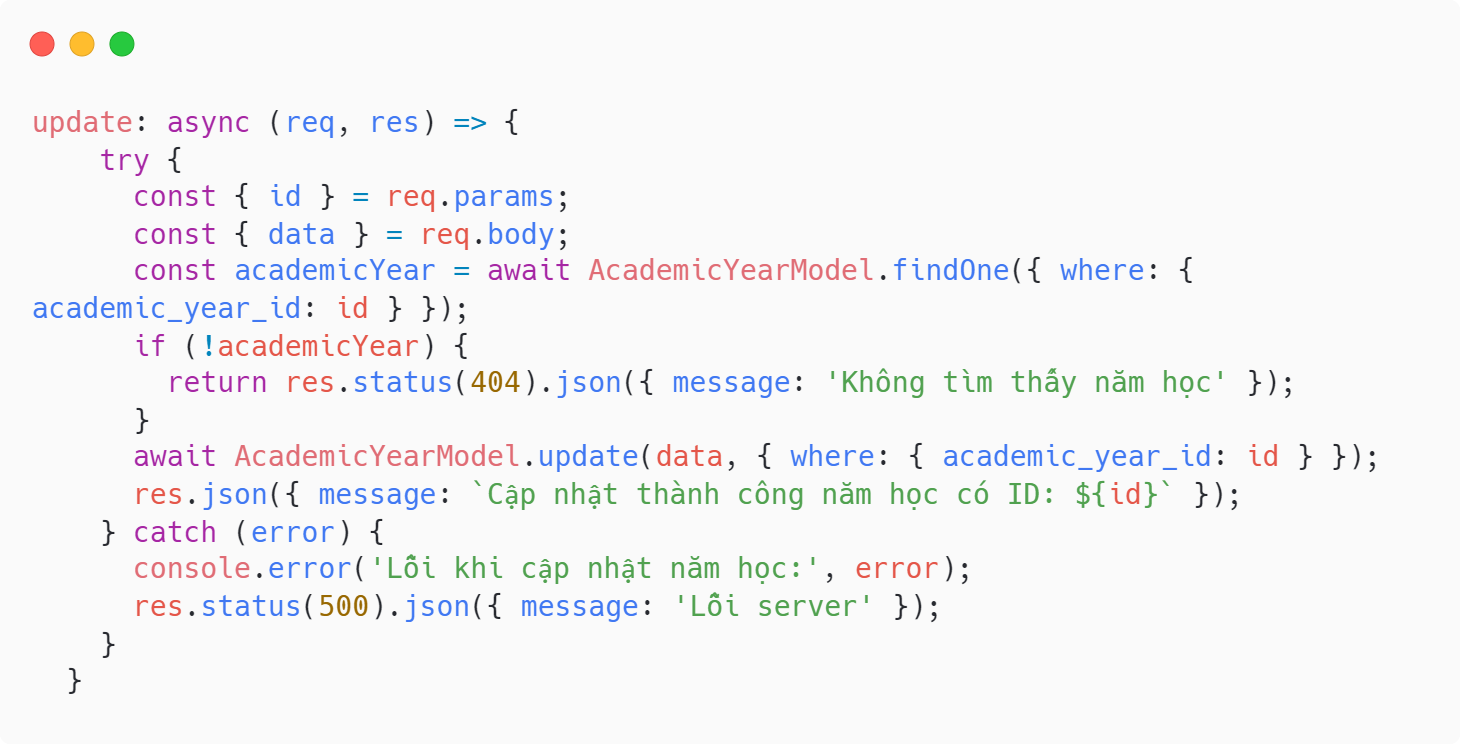 update: async (req, res) => {
    try {
      const { id } = req.params;
      const { data } = req.body;
      const academicYear = await AcademicYearModel.findOne({ where: {
academic_year_id: id } });
      if (!academicYear) {
        return res.status(404).json({ message: 'Không tìm thấy năm học' });
      }
      await AcademicYearModel.update(data, { where: { academic_year_id: id } });
      res.json({ message: `Cập nhật thành công năm học có ID: ${id}` });
    } catch (error) {
      console.error('Lỗi khi cập nhật năm học:', error);
      res.status(500).json({ message: 'Lỗi server' });
    }
  }